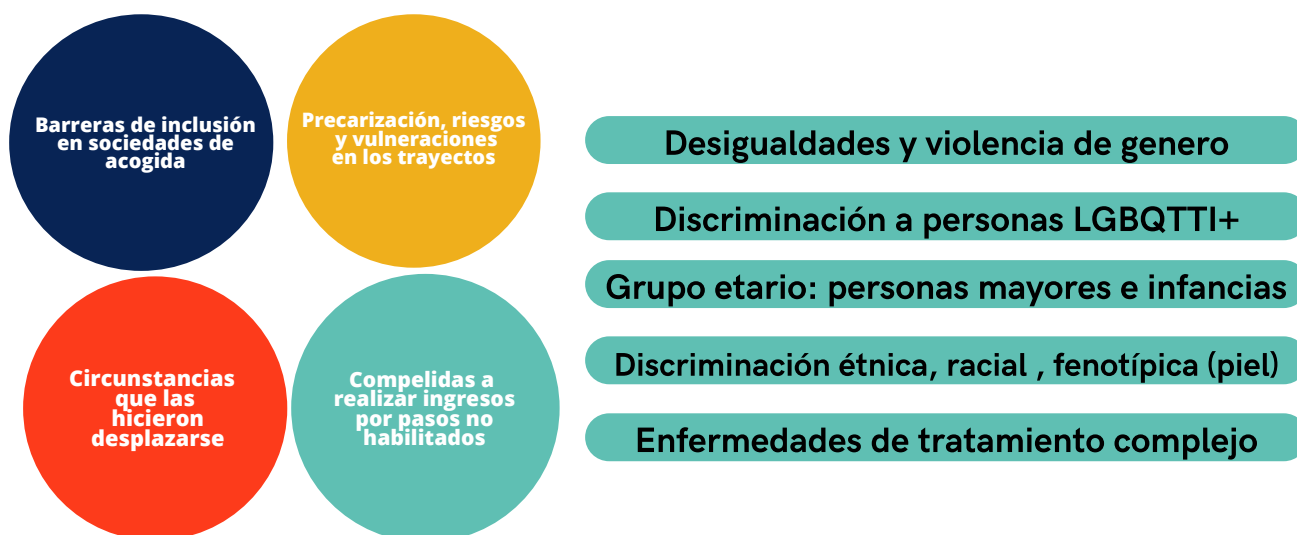 Barreras de inclusión
en sociedades de
acogida
Precarización, riesgos
y vulneraciones
en los trayectos
Circunstancias
que las
hicieron
desplazarse
Compelidas a
realizar ingresos
por pasos no
habilitados
Desigualdades y violencia de genero
Discriminación a personas LGBQTTI+
Grupo etario: personas mayores e infancias
Discriminación étnica, racial , fenotípica (piel)
Enfermedades de tratamiento complejo